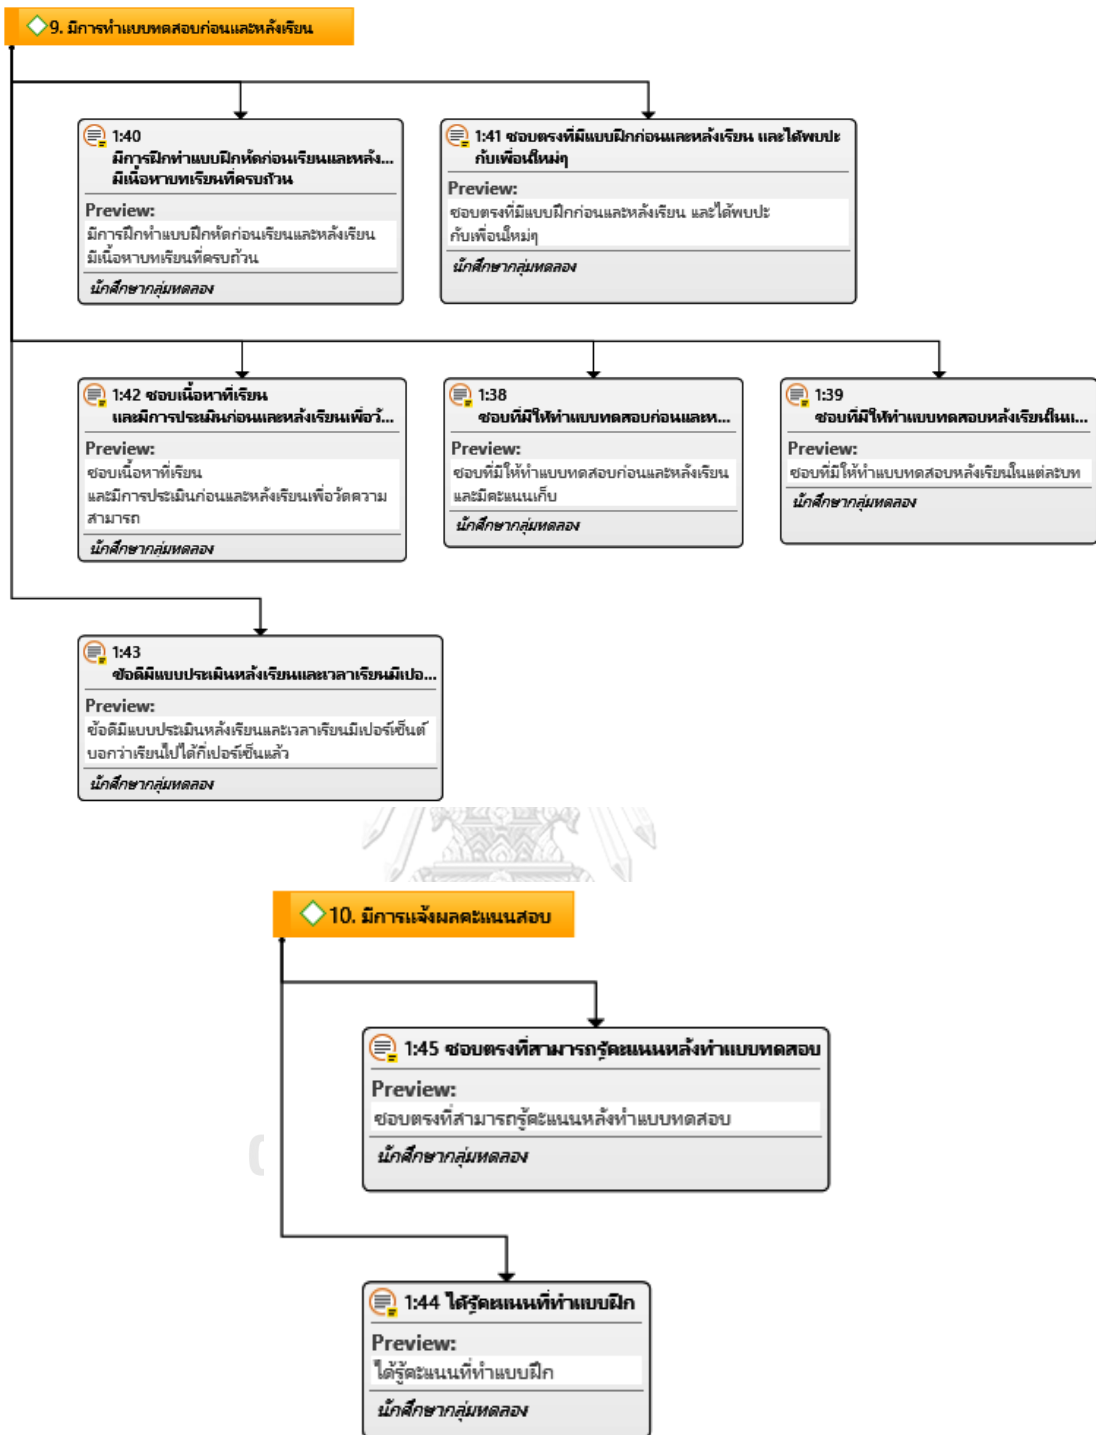 9. มีการทำแบบทดสอบก่อนและหลังเรียน
1:40
มีการฝึกทำแบบฝึกหัดก่อนเรียนและหลัง...
มีเนื้อหาบทเรียนที่ครบถ้วน
Preview:
มีการฝึกทำแบบฝึกหัดก่อนเรียนและหลังเรียน
มีเนื้อหาบทเรียนที่ครบถ้วน
นักศึกษากลุ่มทดลอง
1:41 ชอบตรงที่มีแบบฝึกก่อนและหลังเรียน และได้พบปะ
กับเพื่อนใหม่ๆ
Preview:
ชอบตรงที่มีแบบฝึกก่อนและหลังเรียน และได้พบปะ
กับเพื่อนใหม่ๆ
นักศึกษากลุ่มทดลอง
1:42 ชอบเนื้อหาที่เรียน
และมีการประเมินก่อนและหลังเรียนเพื่อวั...
Preview:
ชอบเนื้อหาที่เรียน
และมีการประเมินก่อนและหลังเรียนเพื่อวัดความ
สามารถ
นักศึกษากลุ่มทดลอง
1:38
ชอบที่มีให้ทำแบบทดสอบก่อนและห...
Preview:
ชอบที่มีให้ทำแบบทดสอบก่อนและหลังเรียน
และมีคะแนนเก็บ
นักศึกษากลุ่มทดลอง
1:39
ชอบที่มีให้ทำแบบทดสอบหลังเรียนในแ...
Preview:
ชอบที่มีให้ทำแบบทดสอบหลังเรียนในแต่ละบท
นักศึกษากลุ่มทดลอง
1:43
ข้อดีมีแบบประเมินหลังเรียนและเวลาเรียนมีเปอ...
Preview:
ข้อดีมีแบบประเมินหลังเรียนและเวลาเรียนมีเปอร์เซ็นต์
บอกว่าเรียนไปได้กี่เปอร์เซ็นแล้ว
นักศึกษากลุ่มทดลอง
10. มีการแจ้งผลคะแนนสอบ
1:45 ชอบตรงที่สามารถรู้คะแนนหลังทำแบบทดสอบ
Preview:
ชอบตรงที่สามารถรู้คะแนนหลังทำแบบทดสอบ
นักศึกษากลุ่มทดลอง
1:44 ได้รู้คะแนนที่ทำแบบฝึก
Preview:
ได้รู้คะแนนที่ทำแบบฝึก
นักศึกษากลุ่มทดลอง